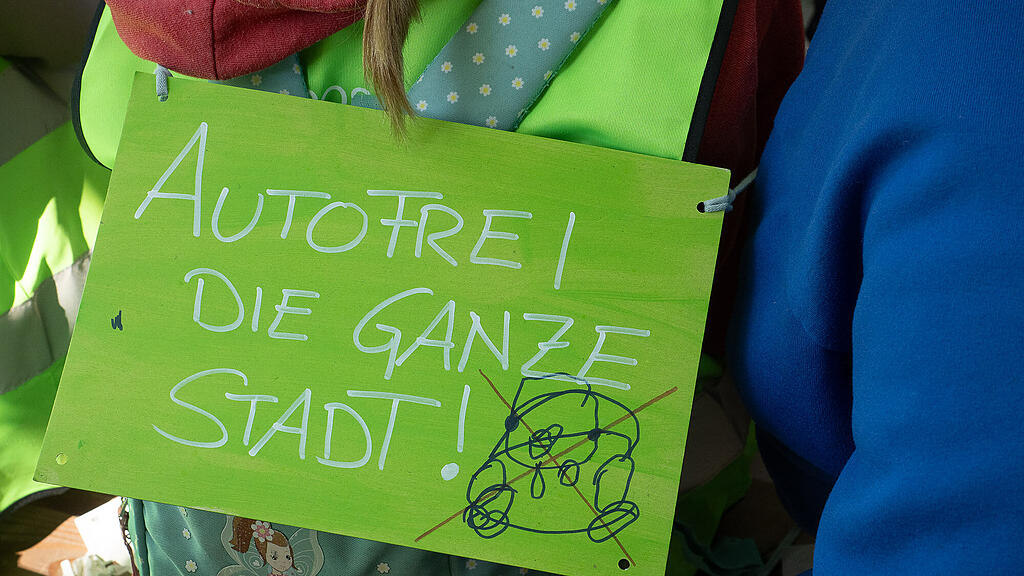 AUTOFREI
DIE GANZE
STADT!